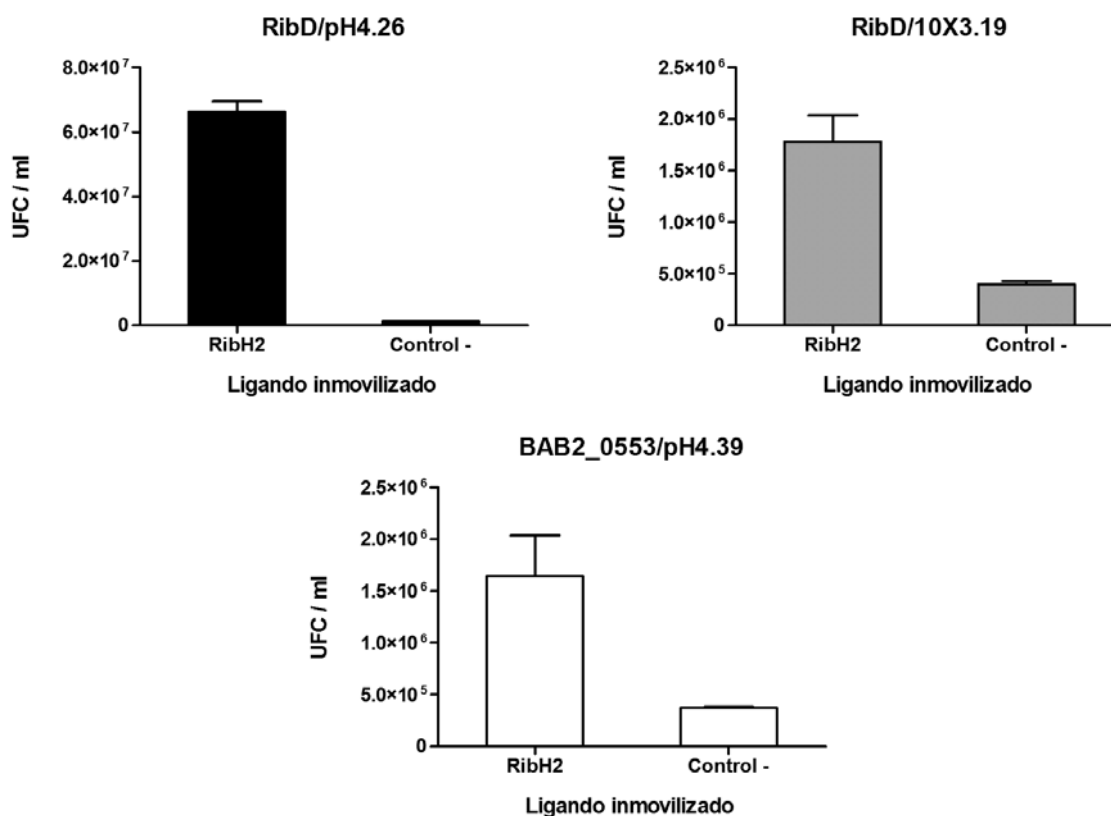 RibD/pH4.26
8.0×10⁷
6.0×10⁷
4.0×10⁷
2.0×10⁷
0
UFC / ml
RibH2 Control -
Ligando inmovilizado
RibD/10X3.19
2.5×10⁶
2.0×10⁶
1.5×10⁶
1.0×10⁶
5.0×10⁵
0
UFC / ml
RibH2 Control -
Ligando inmovilizado
BAB2_0553/pH4.39
2.5×10⁶
2.0×10⁶
1.5×10⁶
1.0×10⁶
5.0×10⁵
0
UFC / ml
RibH2 Control -
Ligando inmovilizado